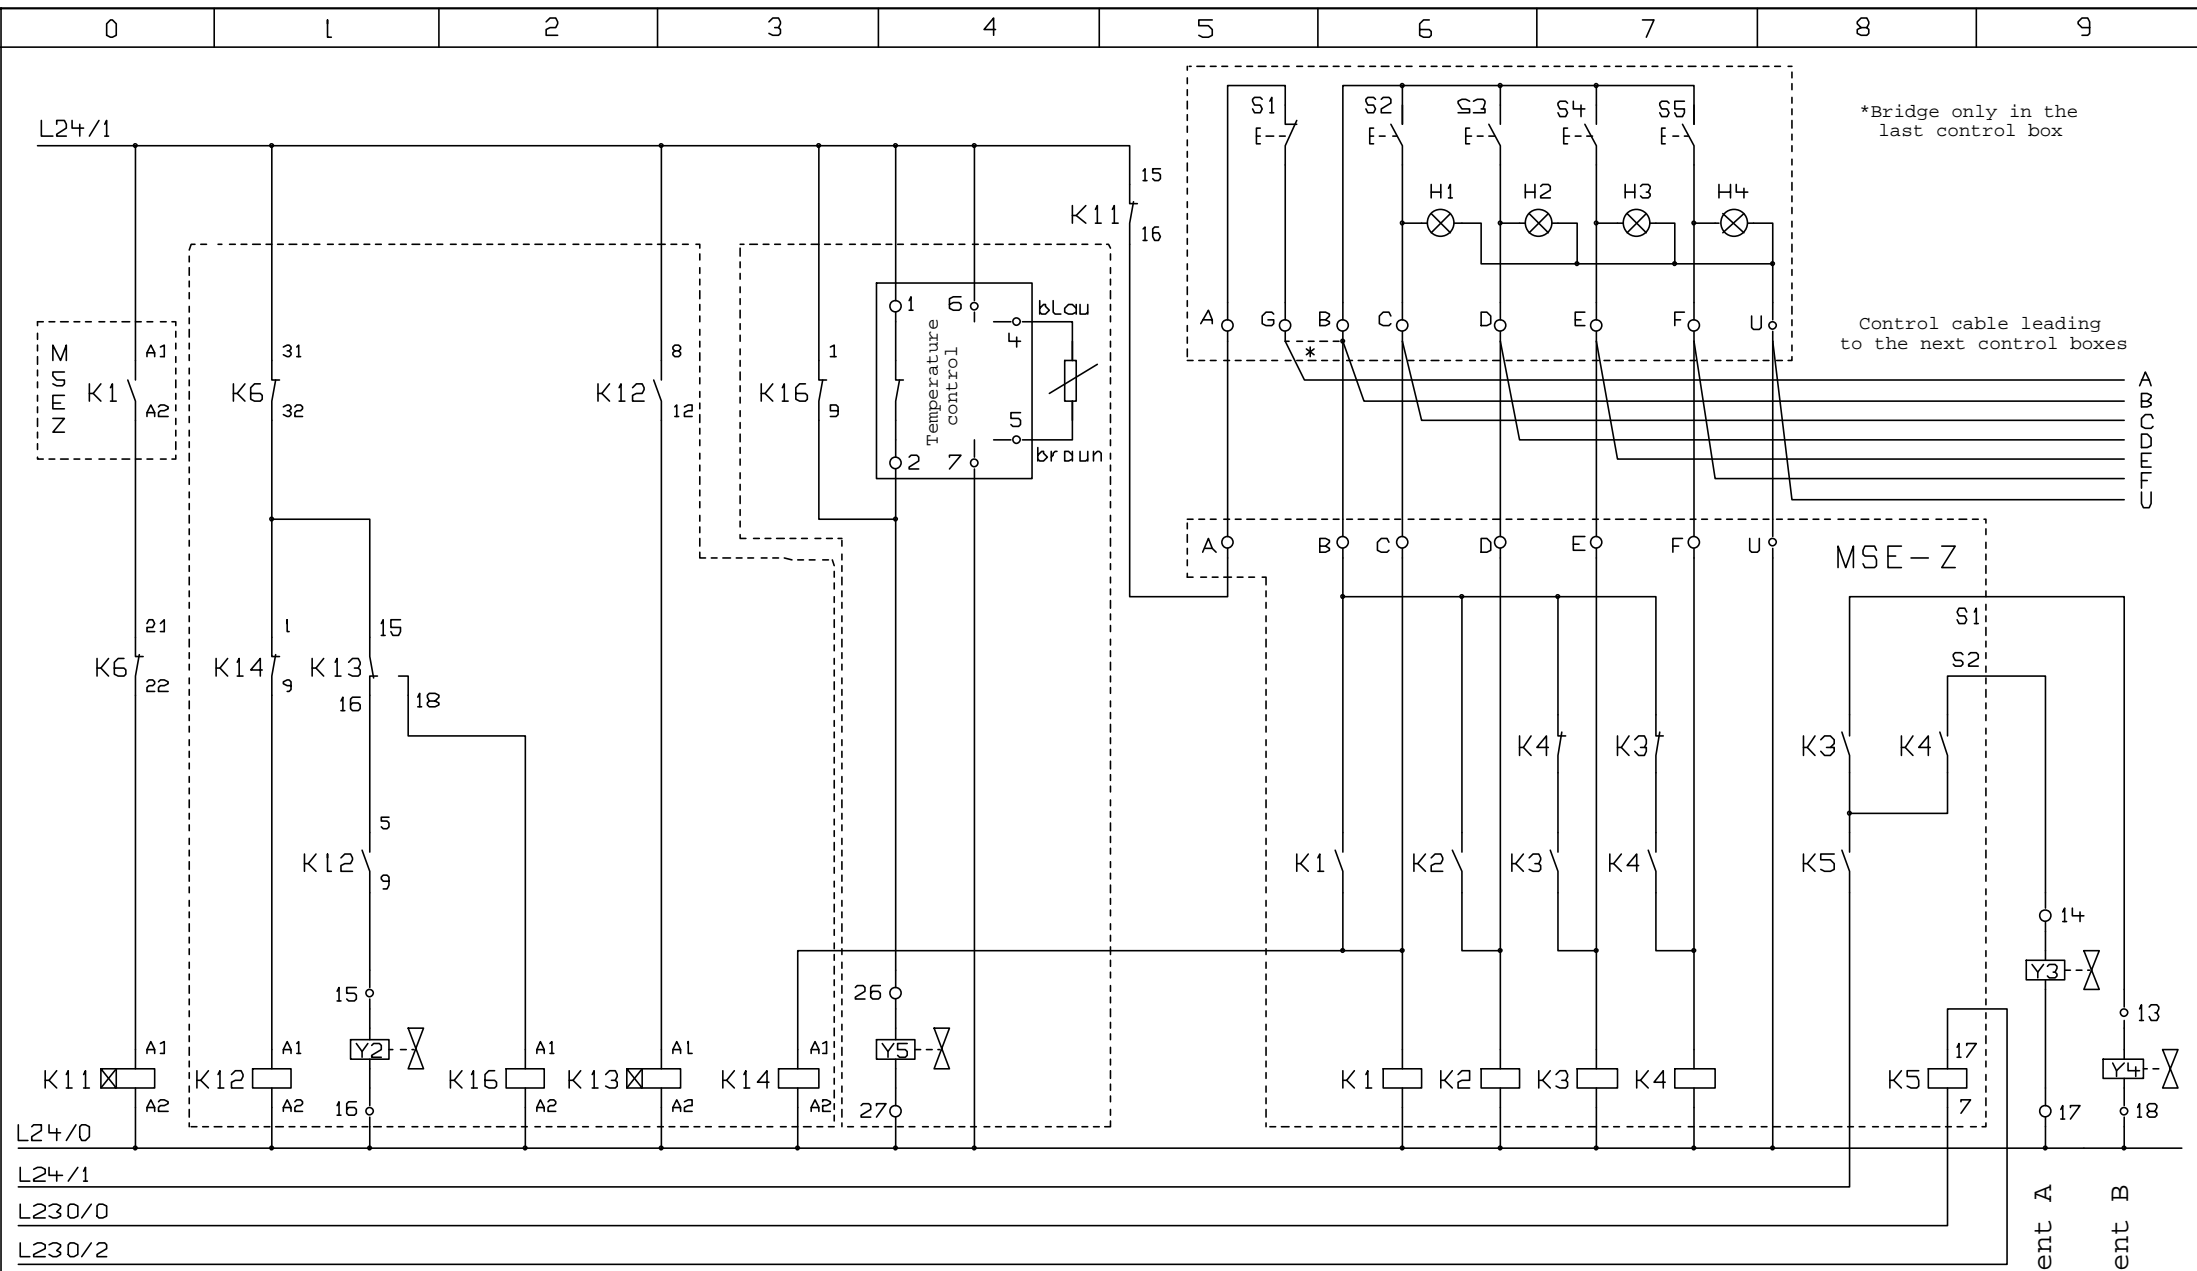 0 1 2 3 4 5 6 7 8 9
L24/1
S1 S2 S3 S4 S5
*Bridge only in the
last control box
15
K11
16
H1 H2 H3 H4
A G B C D E F U
*
Control cable leading
to the next control boxes
A
B
C
D
E
F
U
MSEZ
K1 A1 A2
K6 31 32
K12 8 12
K16 1 9
1 6
2 7
Temperature
control
blau
4
5
braun
A B C D E F U
MSE-Z
S1
S2
21 1 15
K6 K14 K13
22 9 16 18
K4 K3 K3 K4
5
K12
9
K1 K2 K3 K4 K5
14
Y3
15 26
13
A1 A1 Y2 A1 A1 A1 Y5 17 Y4
K11 K12 K16 K13 K14 K1 K2 K3 K4 K5
A2 A2 16 A2 A2 A2 27 7 17 18
L24/0
L24/1
L230/0
L230/2
ent A
ent B